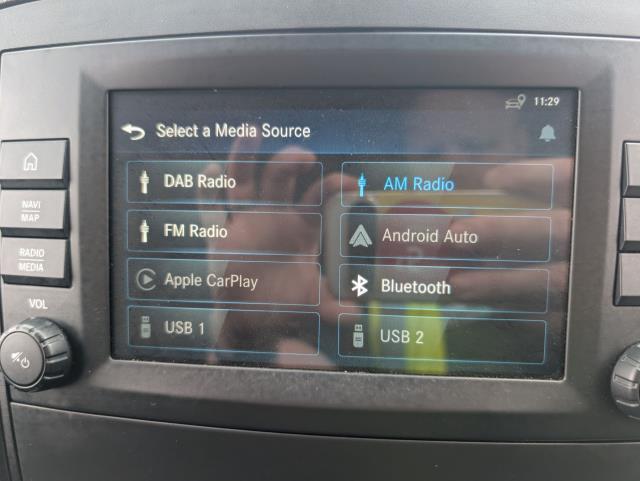 11:29
Select a Media Source
DAB Radio
AM Radio
FM Radio
Android Auto
Apple CarPlay
Bluetooth
USB 1
USB 2
NAVI
MAP
RADIO
MEDIA
VOL